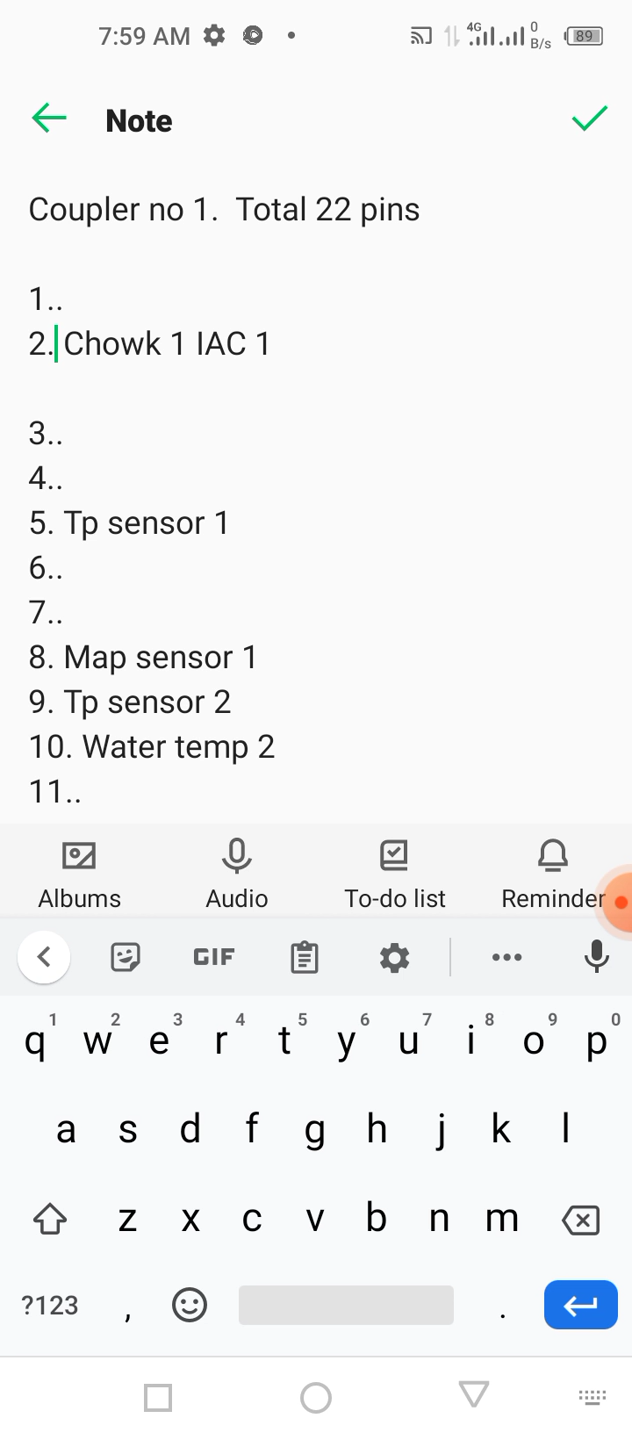 7:59 AM 4G 0 B/s 89
Note
Coupler no 1.  Total 22 pins
1..
2. Chowk 1 IAC 1
3..
4..
5. Tp sensor 1
6..
7..
8. Map sensor 1
9. Tp sensor 2
10. Water temp 2
11..
Albums Audio To-do list Reminder
GIF
1 2 3 4 5 6 7 8 9 0
q w e r t y u i o p
a s d f g h j k l
z x c v b n m
?123 , .